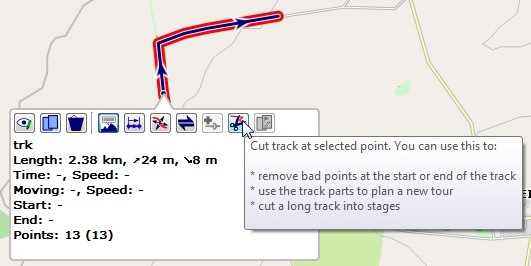 trk
Length: 2.38 km, ↗24 m, ↘8 m
Time: -, Speed: -
Moving: -, Speed: -
Start: -
End: -
Points: 13 (13)
Cut track at selected point. You can use this to:
* remove bad points at the start or end of the track
* use the track parts to plan a new tour
* cut a long track into stages